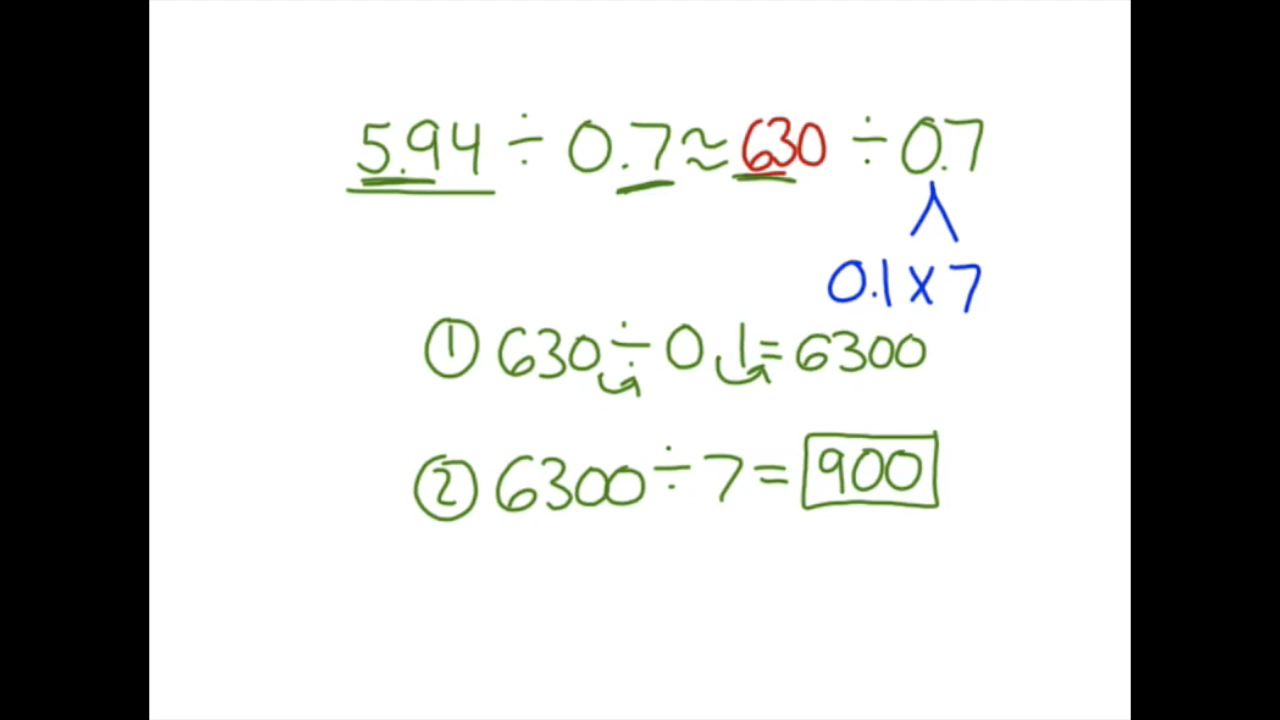 5.94 ÷ 0.7 ≈ 630 ÷ 0.7
0.1 x 7
① 630 ÷ 0.1 = 6300
② 6300 ÷ 7 = 900